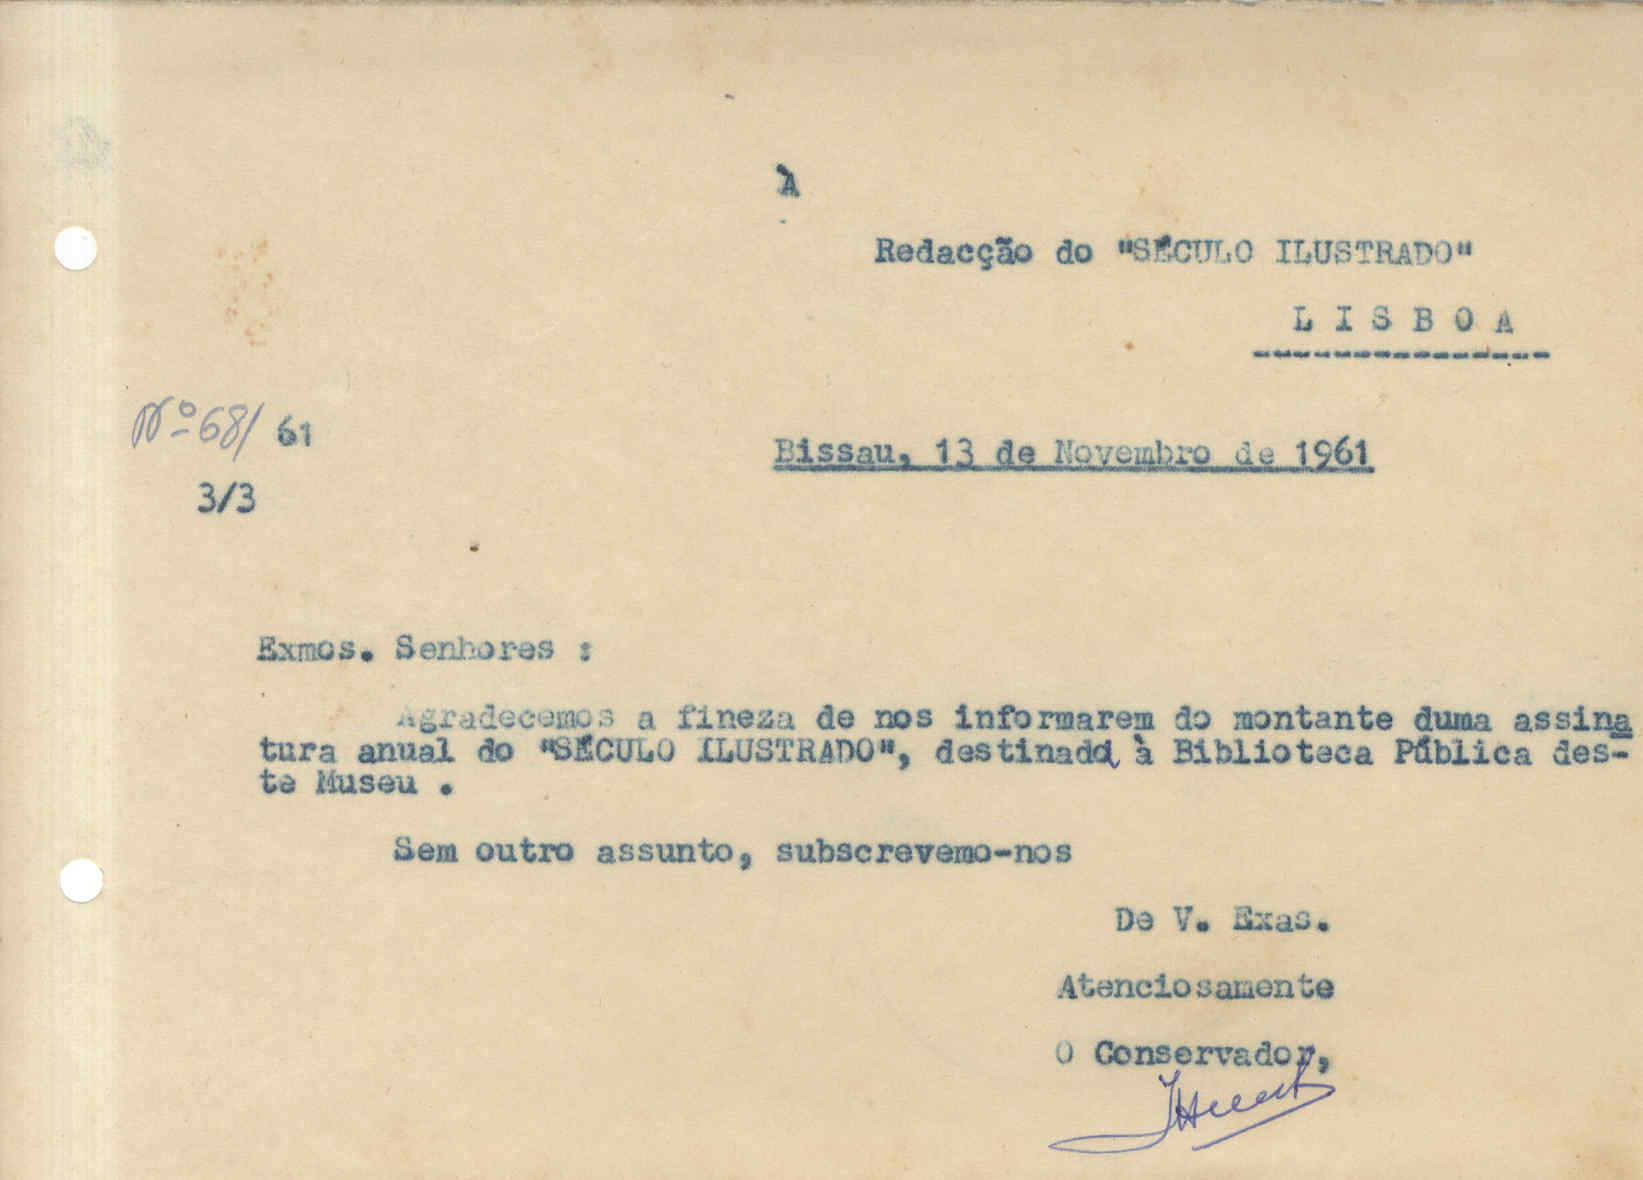 À
Redacção do "SÉCULO ILUSTRADO"
L I S B O A
Nº 68/ 61
Bissau, 13 de Novembro de 1961
3/3
Exmos. Senhores :
Agradecemos a fineza de nos informarem do montante duma assina
tura anual do "SÉCULO ILUSTRADO", destinada à Biblioteca Pública des-
te Museu .
Sem outro assunto, subscrevemo-nos
De V. Exas.
Atenciosamente
O Conservador,